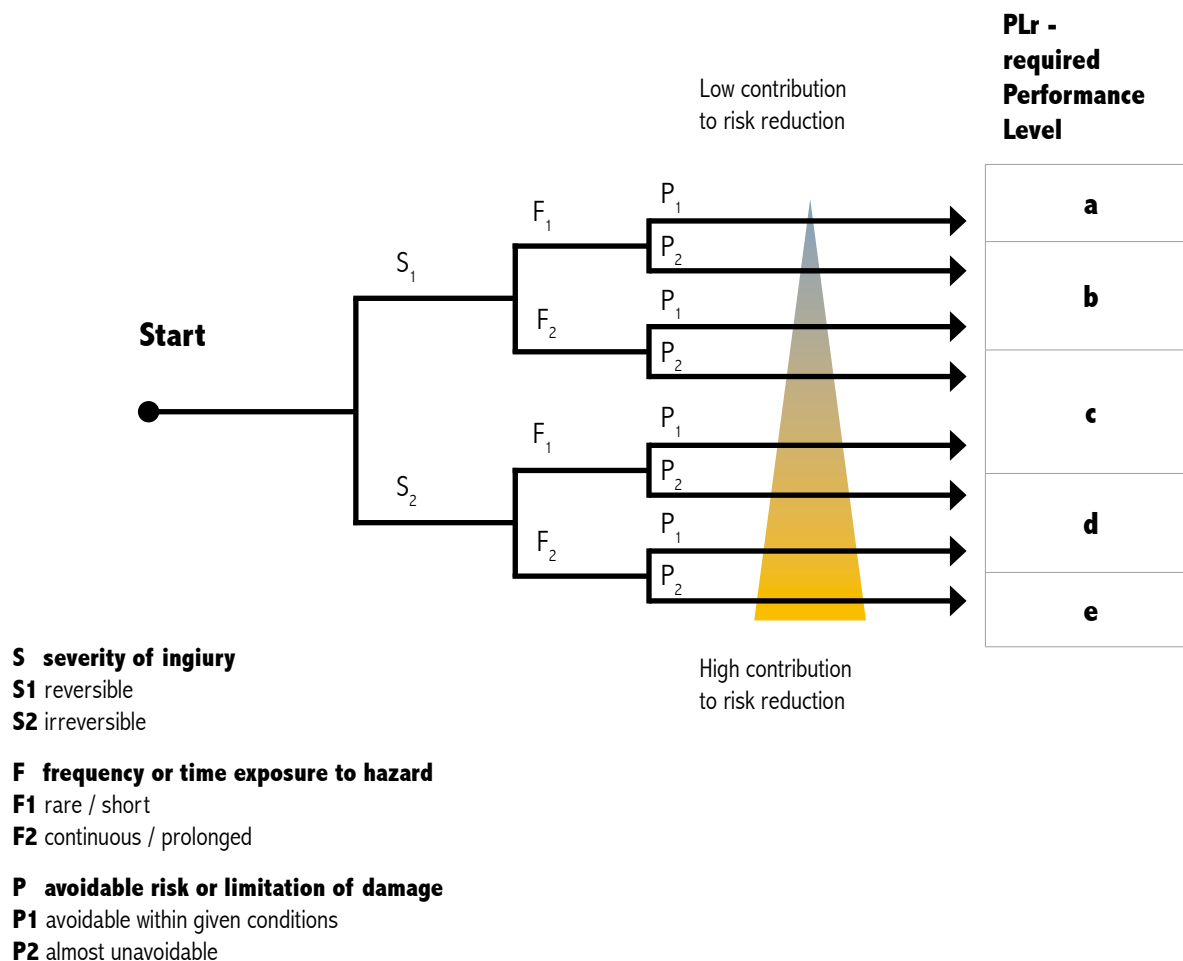 PLr -
required
Performance
Level
Low contribution
to risk reduction
a
P1
F1
P2
b
S1
P1
F2
Start
P2
c
P1
F1
P2
S2
d
P1
F2
P2
e
S severity of ingiury
S1 reversible
S2 irreversible
High contribution
to risk reduction
F frequency or time exposure to hazard
F1 rare / short
F2 continuous / prolonged
P avoidable risk or limitation of damage
P1 avoidable within given conditions
P2 almost unavoidable